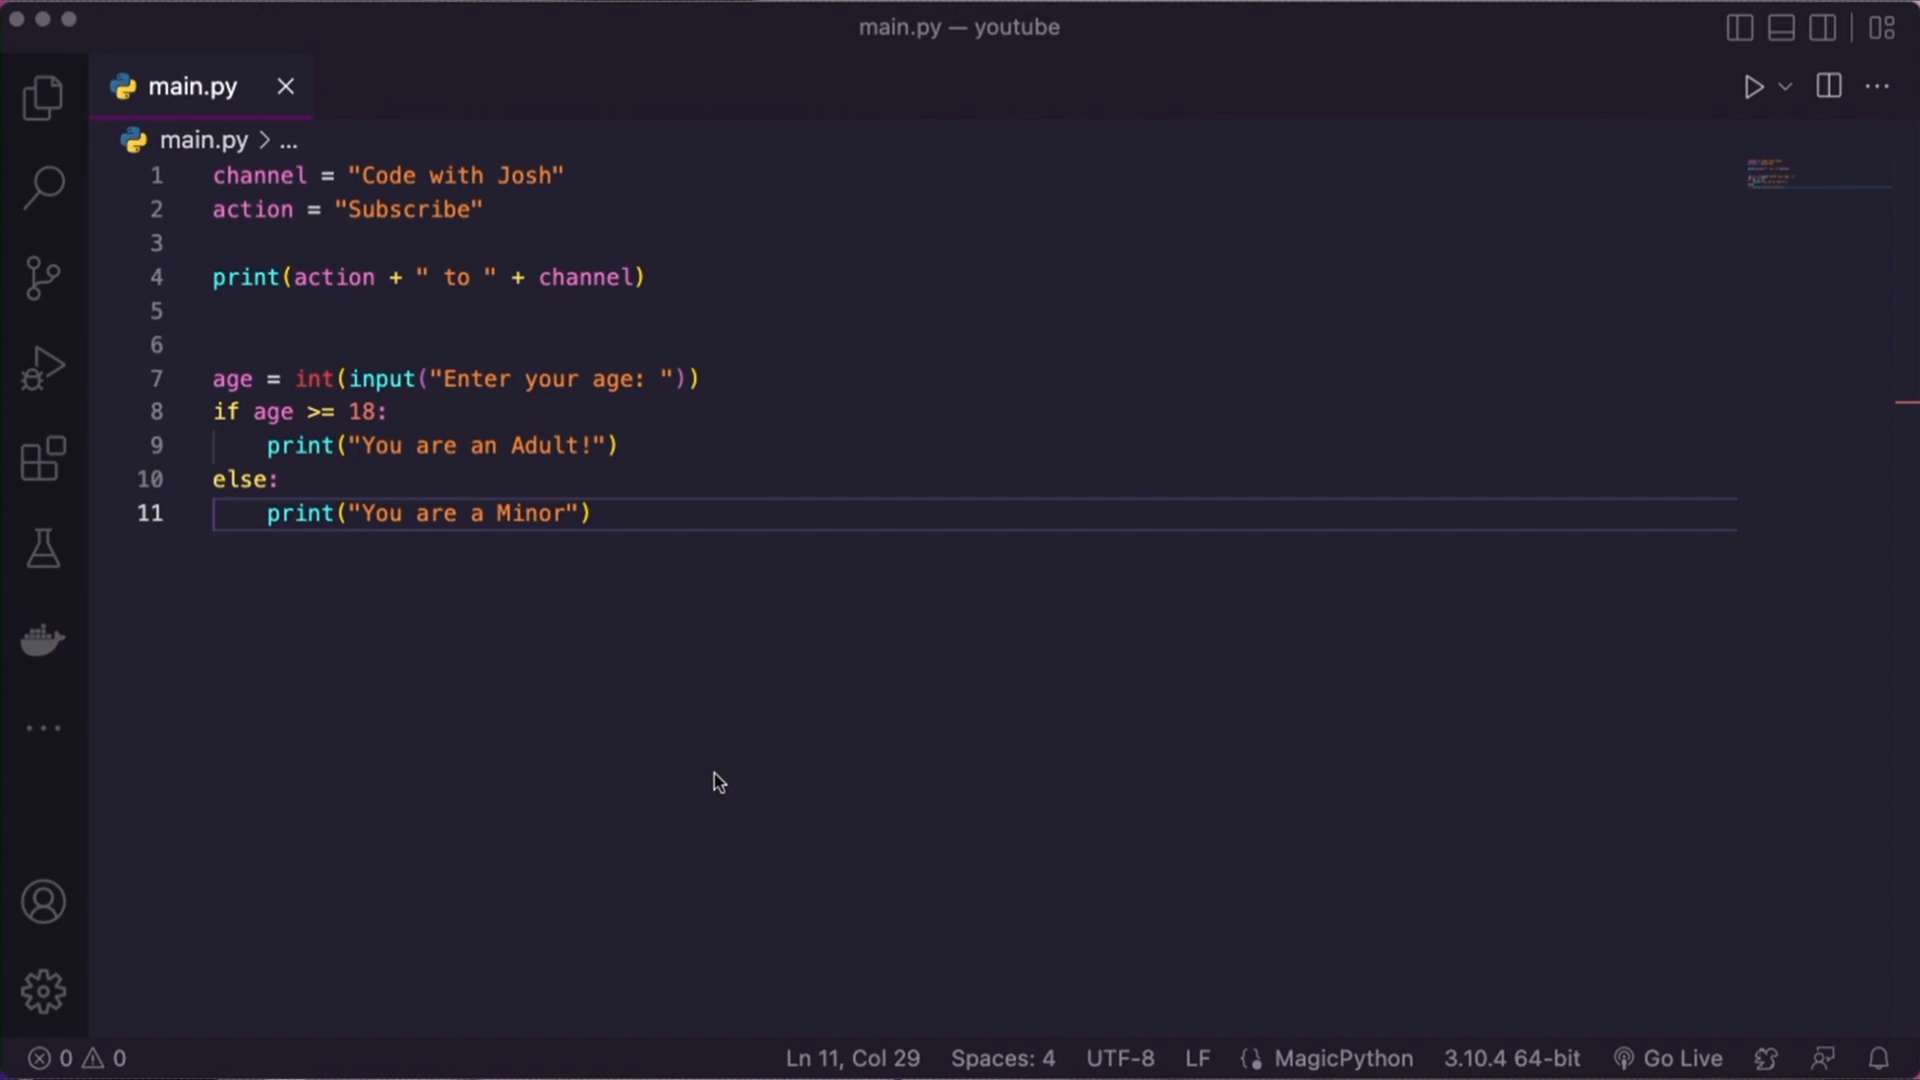 main.py — youtube
main.py
main.py > ...
1 channel = "Code with Josh"
2 action = "Subscribe"
3
4 print(action + " to " + channel)
5
6
7 age = int(input("Enter your age: "))
8 if age >= 18:
9     print("You are an Adult!")
10 else:
11     print("You are a Minor")
0 0 Ln 11, Col 29 Spaces: 4 UTF-8 LF MagicPython 3.10.4 64-bit Go Live